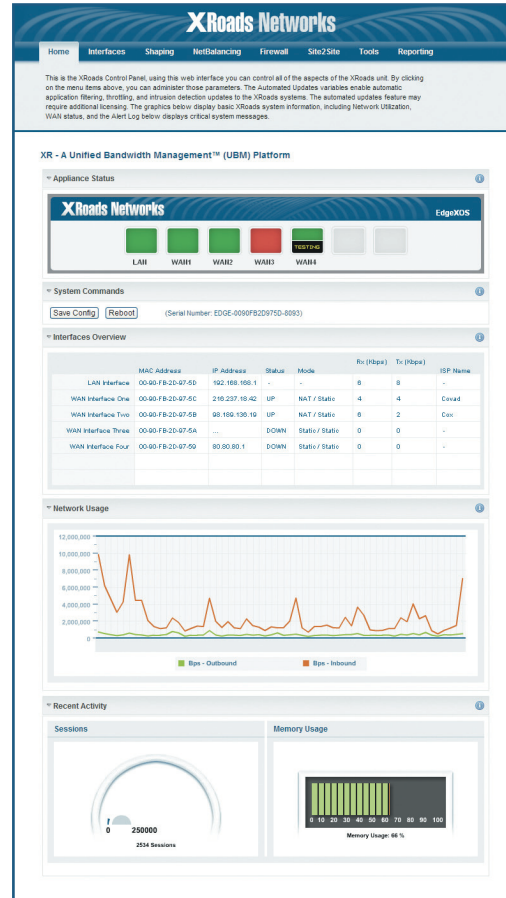 XRoads Networks
Home Interfaces Shaping NetBalancing Firewall Site2Site Tools Reporting
This is the XRoads Control Panel, using this web interface you can control all of the aspects of the XRoads unit. By clicking
on the menu items above, you can administer those parameters. The Automated Updates variables enable automatic
application filtering, throttling, and intrusion detection updates to the XRoads systems. The automated updates feature may
require additional licensing. The graphics below display basic XRoads system information, including Network Utilization,
WAN status, and the Alert Log below displays critical system messages.
XR - A Unified Bandwidth Management™ (UBM) Platform
Appliance Status
XRoads Networks EdgeXOS
TESTING
LAN WAN1 WAN2 WAN3 WAN4
System Commands
Save Config Reboot (Serial Number: EDGE-0090FB2D975D-8093)
Interfaces Overview
MAC Address IP Address Status Mode Rx (Kbps) Tx (Kbps) ISP Name
LAN Interface 00-90-FB-2D-97-5D 192.168.168.1 - - 6 8 -
WAN Interface One 00-90-FB-2D-97-5C 216.237.18.42 UP NAT / Static 4 4 Covad
WAN Interface Two 00-90-FB-2D-97-5B 98.189.136.19 UP NAT / Static 6 2 Cox
WAN Interface Three 00-90-FB-2D-97-5A ... DOWN Static / Static 0 0 -
WAN Interface Four 00-90-FB-2D-97-59 80.80.80.1 DOWN Static / Static 0 0 -
Network Usage
12,000,000
10,000,000
8,000,000
6,000,000
4,000,000
2,000,000
0
Bps - Outbound Bps - Inbound
Recent Activity
Sessions Memory Usage
0 250000
2534 Sessions
0 10 20 30 40 50 60 70 80 90 100
Memory Usage: 66 %